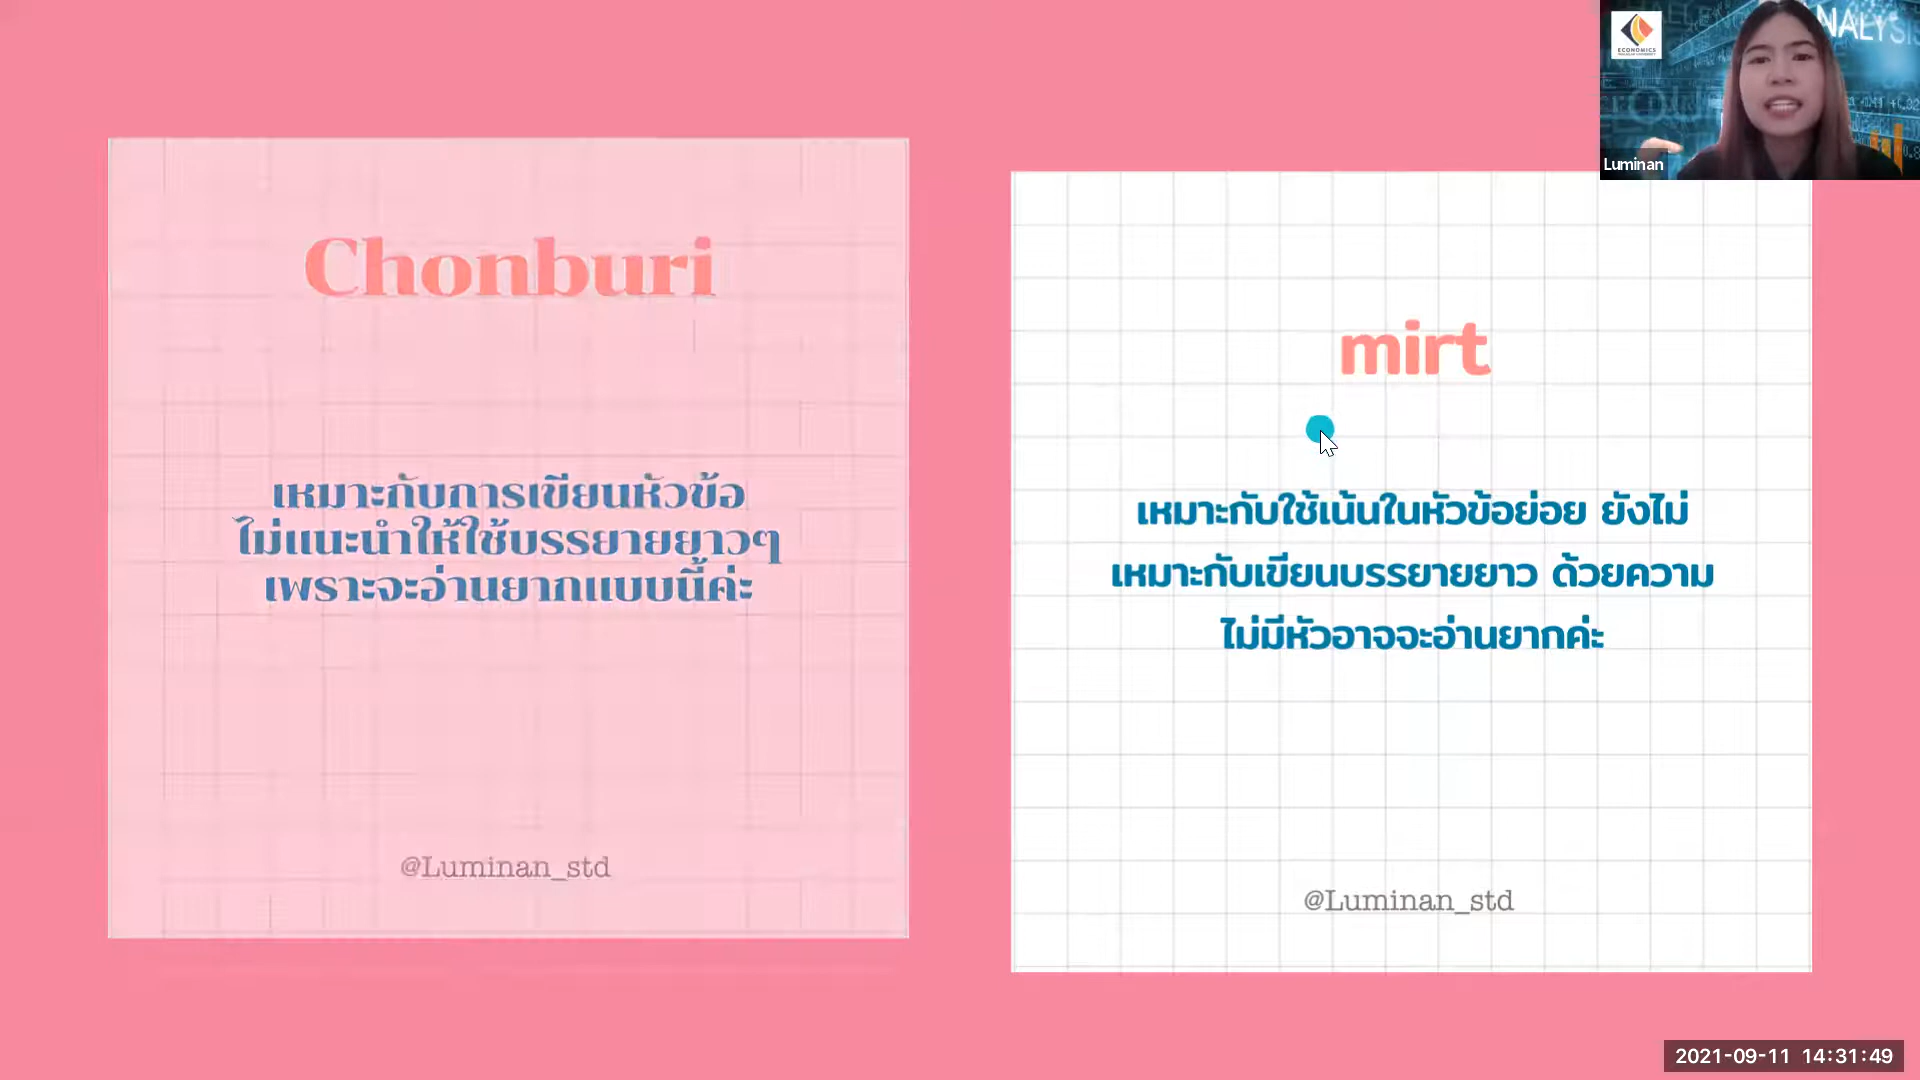 Chonburi
เหมาะกับการเขียนหัวข้อ
ไม่แนะนำให้ใช้บรรยายยาวๆ
เพราะจะอ่านยากแบบนี้ค่ะ
@Luminan_std
mirt
เหมาะกับใช้เน้นในหัวข้อย่อย ยังไม่
เหมาะกับเขียนบรรยายยาว ด้วยความ
ไม่มีหัวอาจจะอ่านยากค่ะ
@Luminan_std
ECONOMICS
NALYSIS
Luminan
2021-09-11 14:31:49